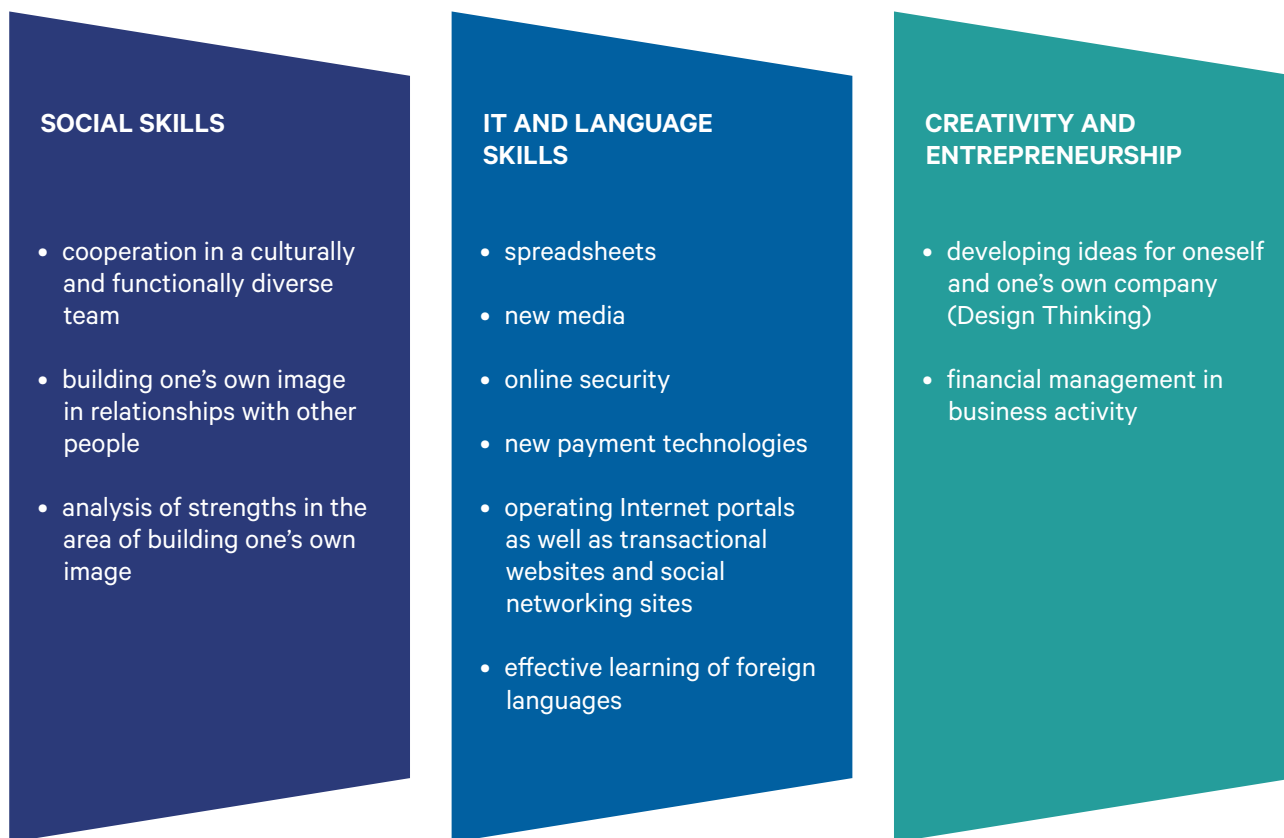 SOCIAL SKILLS
• cooperation in a culturally
and functionally diverse
team
• building one’s own image
in relationships with other
people
• analysis of strengths in the
area of building one’s own
image
IT AND LANGUAGE
SKILLS
• spreadsheets
• new media
• online security
• new payment technologies
• operating Internet portals
as well as transactional
websites and social
networking sites
• effective learning of foreign
languages
CREATIVITY AND
ENTREPRENEURSHIP
• developing ideas for oneself
and one’s own company
(Design Thinking)
• financial management in
business activity